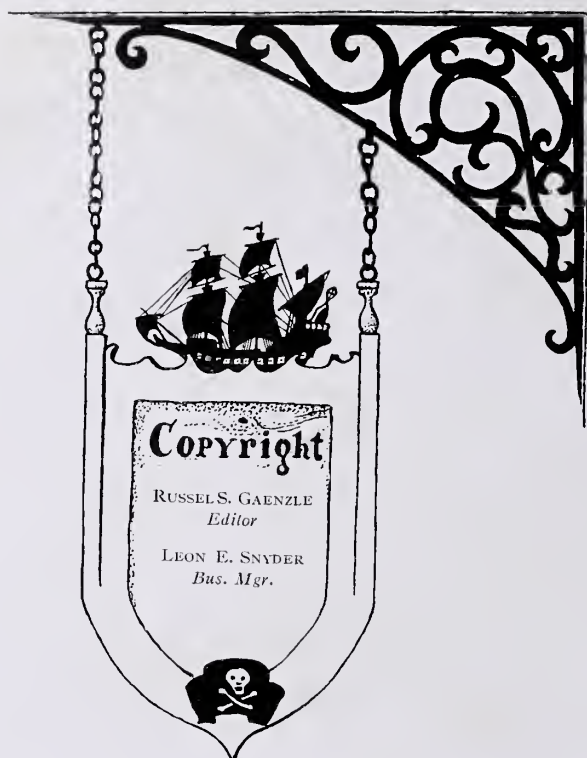 Copyright
Russel S. Gaenzle
Editor
Leon E. Snyder
Bus. Mgr.